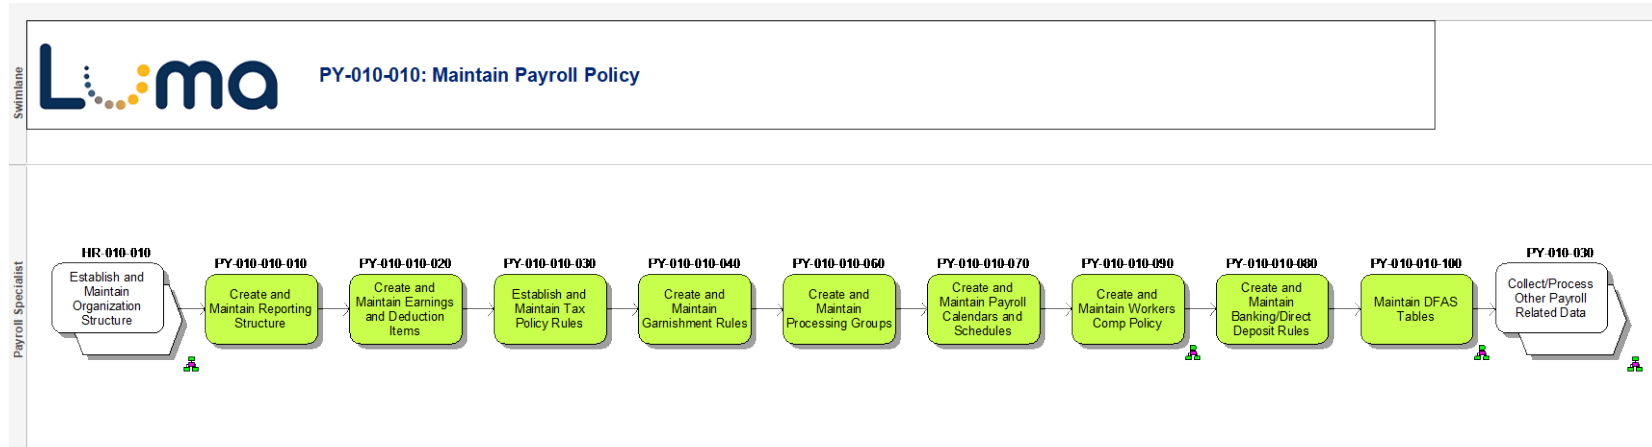 Swimlane
Luma
PY-010-010: Maintain Payroll Policy
Payroll Specialist
HR-010-010
Establish and
Maintain
Organization
Structure
PY-010-010-010
Create and
Maintain Reporting
Structure
PY-010-010-020
Create and
Maintain Earnings
and Deduction
Items
PY-010-010-030
Establish and
Maintain Tax
Policy Rules
PY-010-010-040
Create and
Maintain
Garnishment Rules
PY-010-010-060
Create and
Maintain
Processing Groups
PY-010-010-070
Create and
Maintain Payroll
Calendars and
Schedules
PY-010-010-090
Create and
Maintain Workers
Comp Policy
PY-010-010-080
Create and
Maintain
Banking/Direct
Deposit Rules
PY-010-010-100
Maintain DFAS
Tables
PY-010-030
Collect/Process
Other Payroll
Related Data